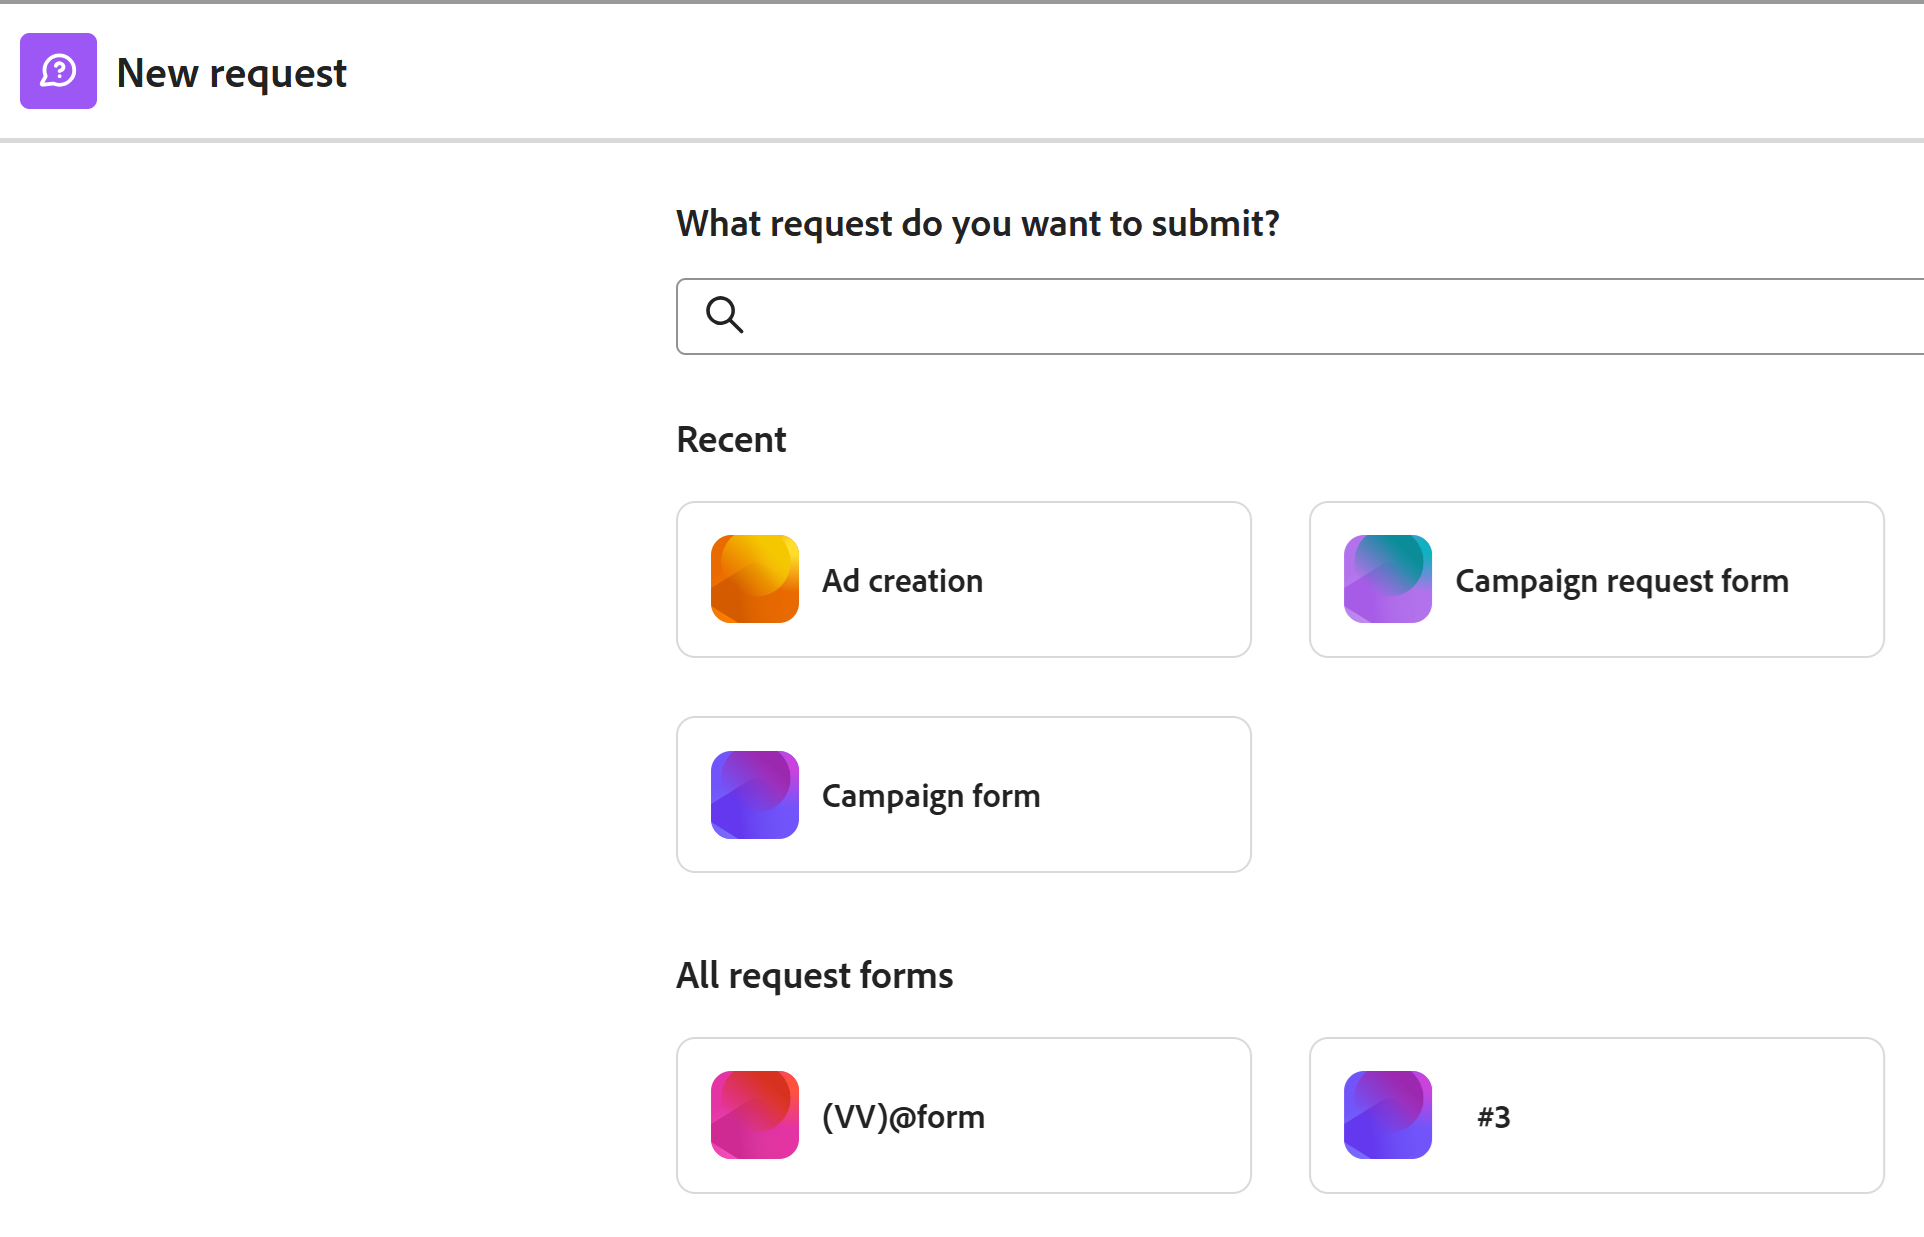 New request
What request do you want to submit?
Recent
Ad creation
Campaign request form
Campaign form
All request forms
(VV)@form
#3